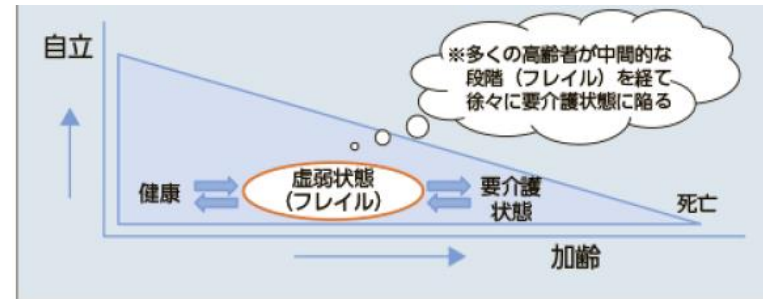 自立
※多くの高齢者が中間的な
段階（フレイル）を経て
徐々に要介護状態に陥る
健康
虚弱状態
（フレイル）
要介護
状態
死亡
加齢